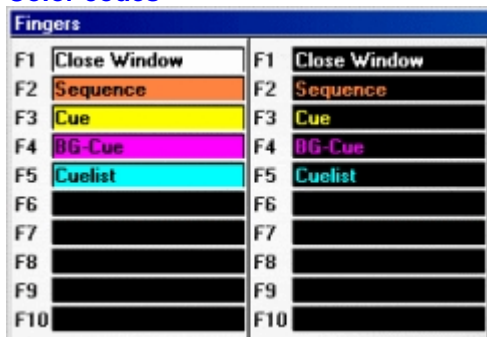 Color codes
Fingers
F1 Close Window F1 Close Window
F2 Sequence F2 Sequence
F3 Cue F3 Cue
F4 BG-Cue F4 BG-Cue
F5 Cuelist F5 Cuelist
F6 F6
F7 F7
F8 F8
F9 F9
F10 F10